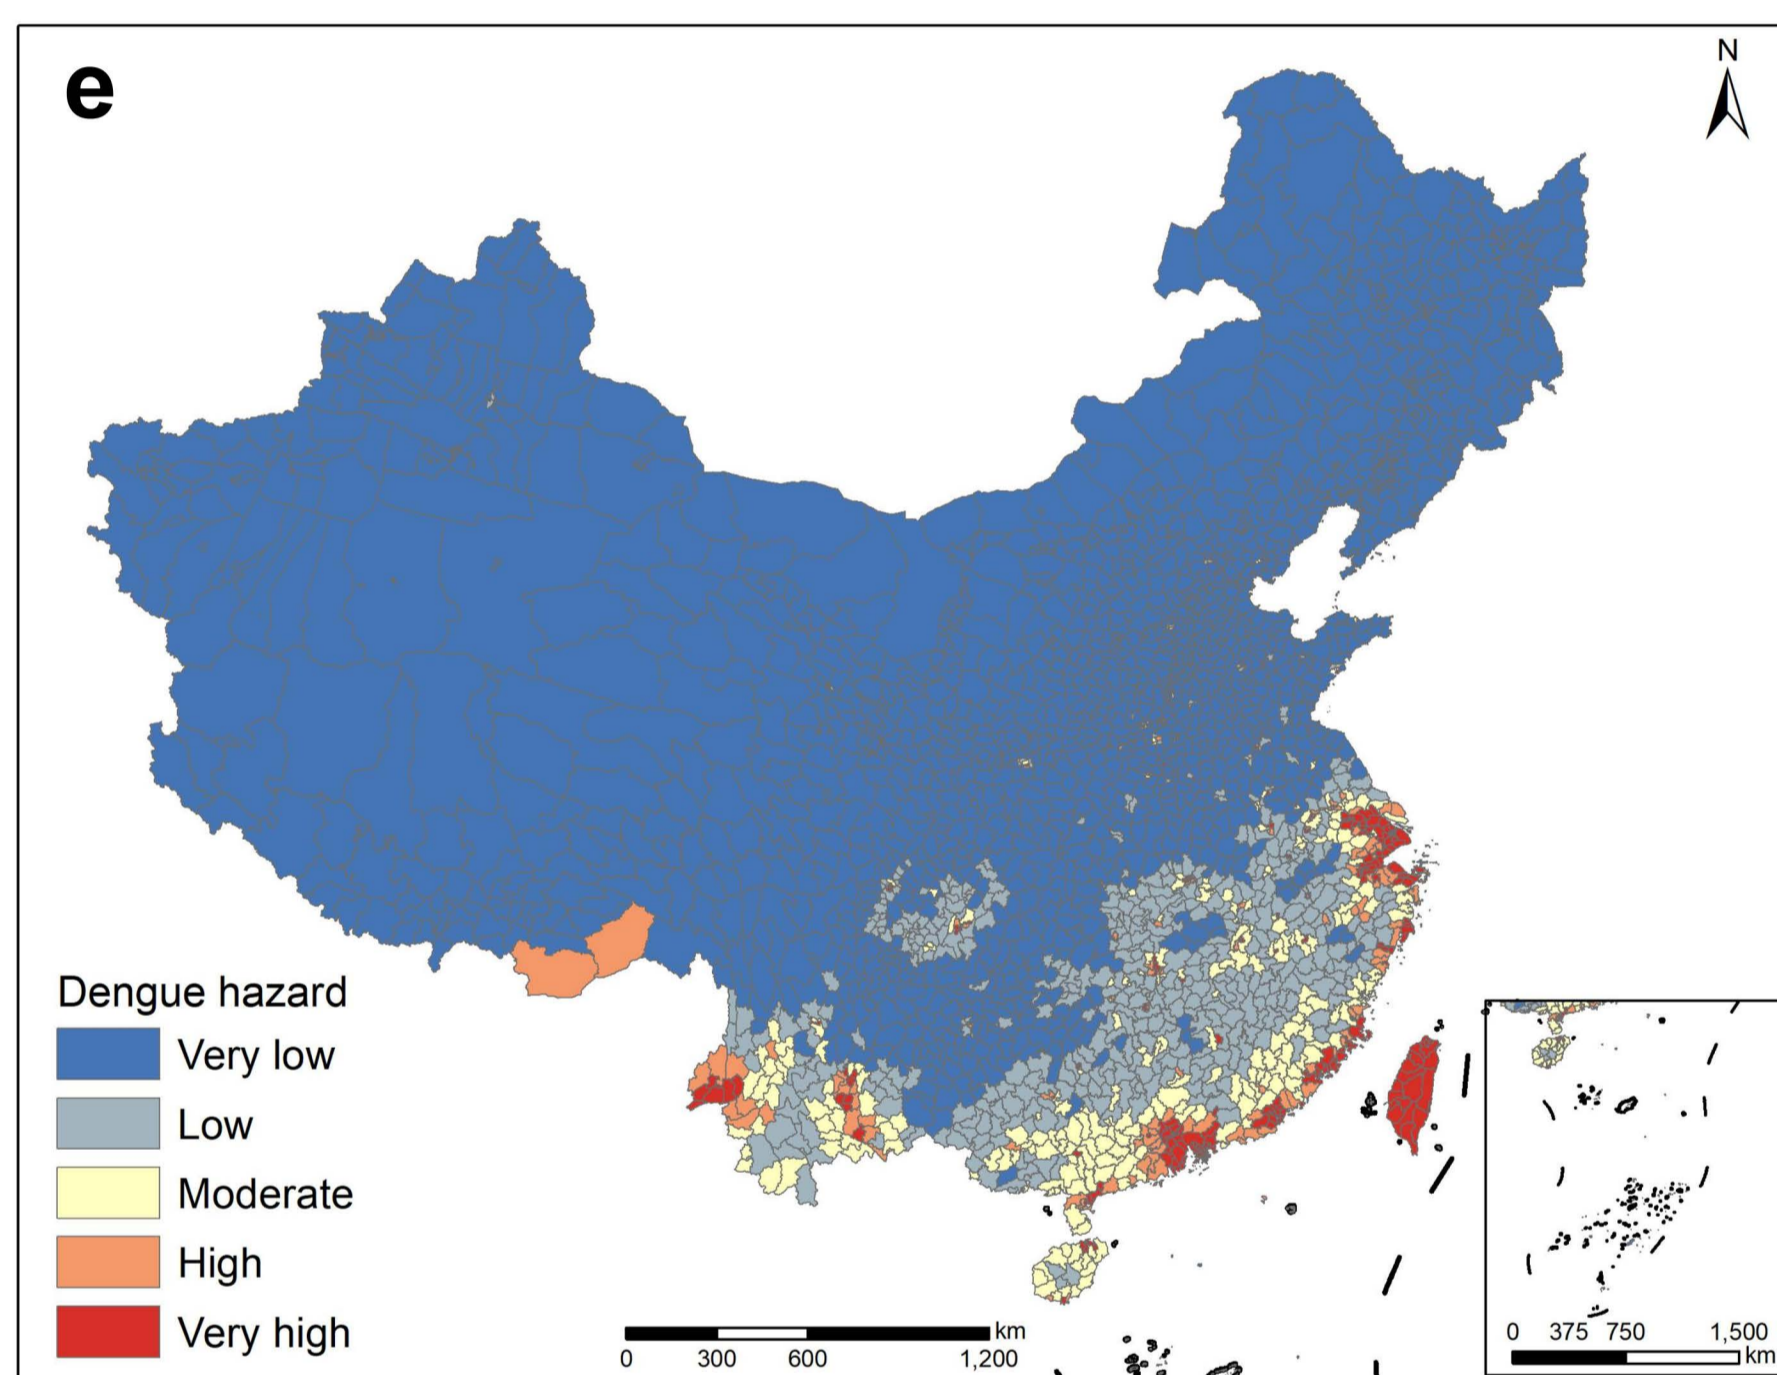 e
N
Dengue hazard
Very low
Low
Moderate
High
Very high
km
0 300 600 1,200
0 375 750 1,500
km